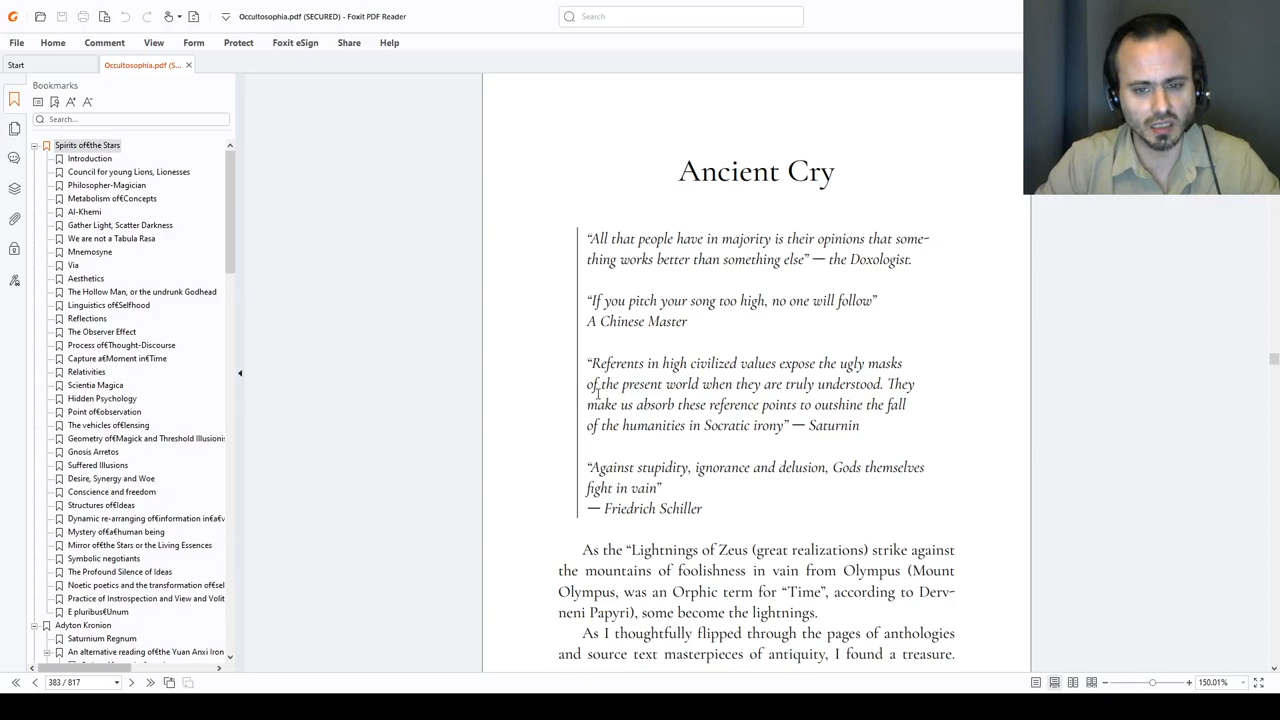 Occultosophia.pdf (SECURED) - Foxit PDF Reader
Search
File Home Comment View Form Protect Foxit eSign Share Help
Start
Occultosophia.pdf (S...
Bookmarks
Search...
Spirits of€the Stars
Introduction
Council for young Lions, Lionesses
Philosopher-Magician
Metabolism of€Concepts
Al-Khemi
Gather Light, Scatter Darkness
We are not a Tabula Rasa
Mnemosyne
Via
Aesthetics
The Hollow Man, or the undrunk Godhead
Linguistics of€Selfhood
Reflections
The Observer Effect
Process of€Thought-Discourse
Capture a€Moment in€Time
Relativities
Scientia Magica
Hidden Psychology
Point of€observation
The vehicles of€lensing
Geometry of€Magick and Threshold Illusionis
Gnosis Arretos
Suffered Illusions
Desire, Synergy and Woe
Conscience and freedom
Structures of€Ideas
Dynamic re-arranging of€information in€a€v
Mystery of€a€human being
Mirror of€the Stars or the Living Essences
Symbolic negotiants
The Profound Silence of Ideas
Noetic poetics and the transformation of€sel
Practice of Instrospection and View and Volit
E pluribus€Unum
Adyton Kronion
Saturnium Regnum
An alternative reading of€the Yuan Anxi Iron
Ancient Cry
“All that people have in majority is their opinions that some-
thing works better than something else” — the Doxologist.
“If you pitch your song too high, no one will follow”
A Chinese Master
“Referents in high civilized values expose the ugly masks
of the present world when they are truly understood. They
make us absorb these reference points to outshine the fall
of the humanities in Socratic irony” — Saturnin
“Against stupidity, ignorance and delusion, Gods themselves
fight in vain”
— Friedrich Schiller
As the “Lightnings of Zeus (great realizations) strike against
the mountains of foolishness in vain from Olympus (Mount
Olympus, was an Orphic term for “Time”, according to Derv-
neni Papyri), some become the lightnings.
As I thoughtfully flipped through the pages of anthologies
and source text masterpieces of antiquity, I found a treasure.
383 / 817
150.01%